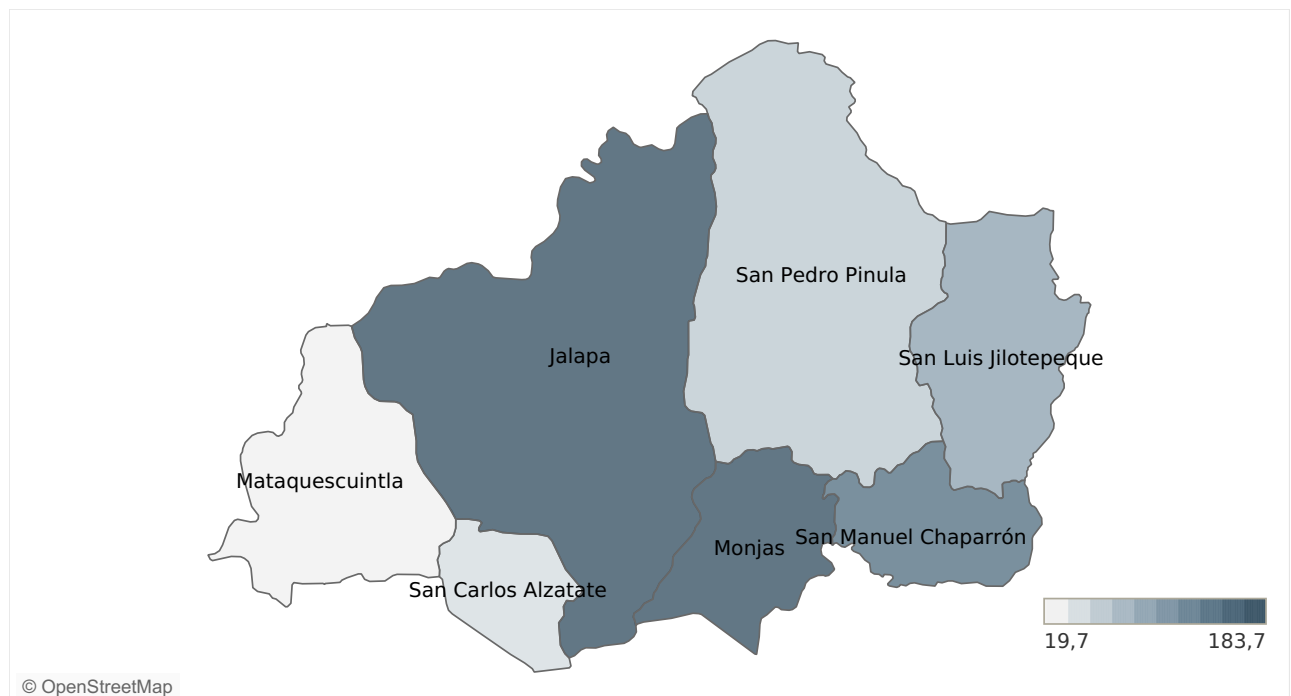 San Pedro Pinula
Jalapa
San Luis Jilotepeque
Mataquescuintla
San Manuel Chaparrón
Monjas
San Carlos Alzatate
19,7 183,7
© OpenStreetMap